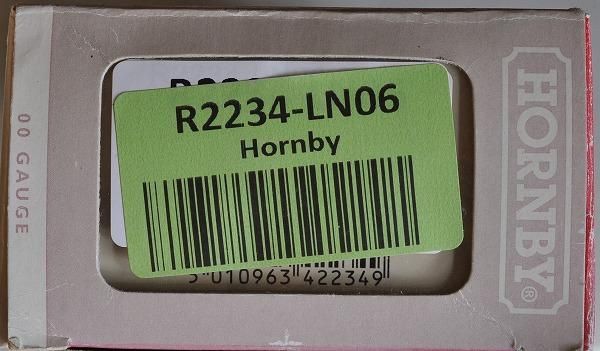 00 GAUGE
R2234-LN06
Hornby
5 010963 422349
HORNBY®